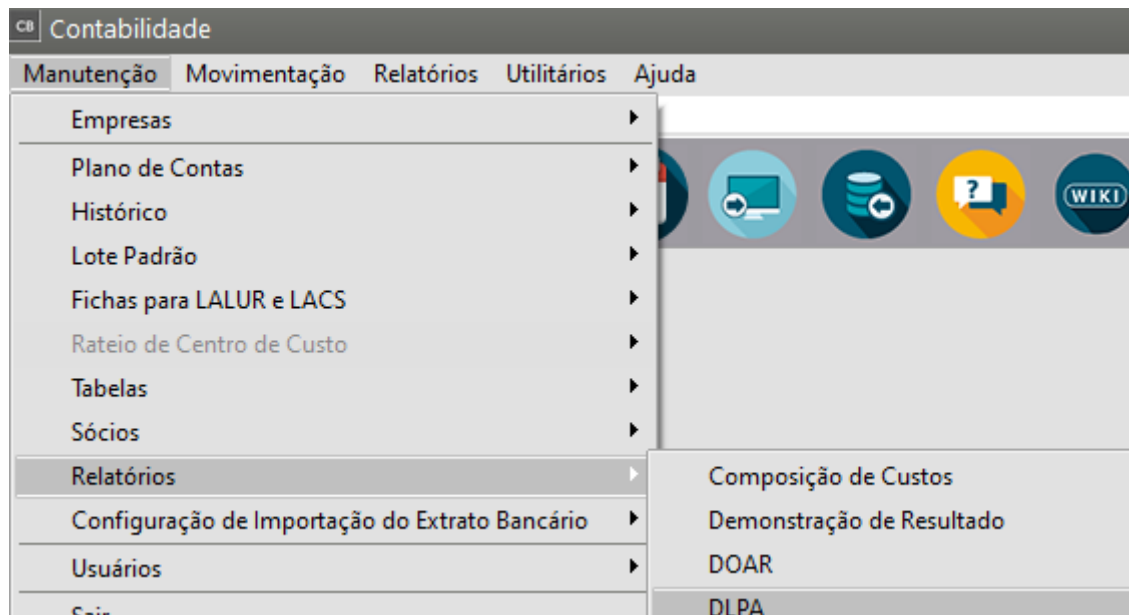 CB Contabilidade
Manutenção Movimentação Relatórios Utilitários Ajuda
Empresas
Plano de Contas
Histórico
Lote Padrão
Fichas para LALUR e LACS
Rateio de Centro de Custo
Tabelas
Sócios
Relatórios
Configuração de Importação do Extrato Bancário
Usuários
Sair
Composição de Custos
Demonstração de Resultado
DOAR
DLPA
?
WIKI